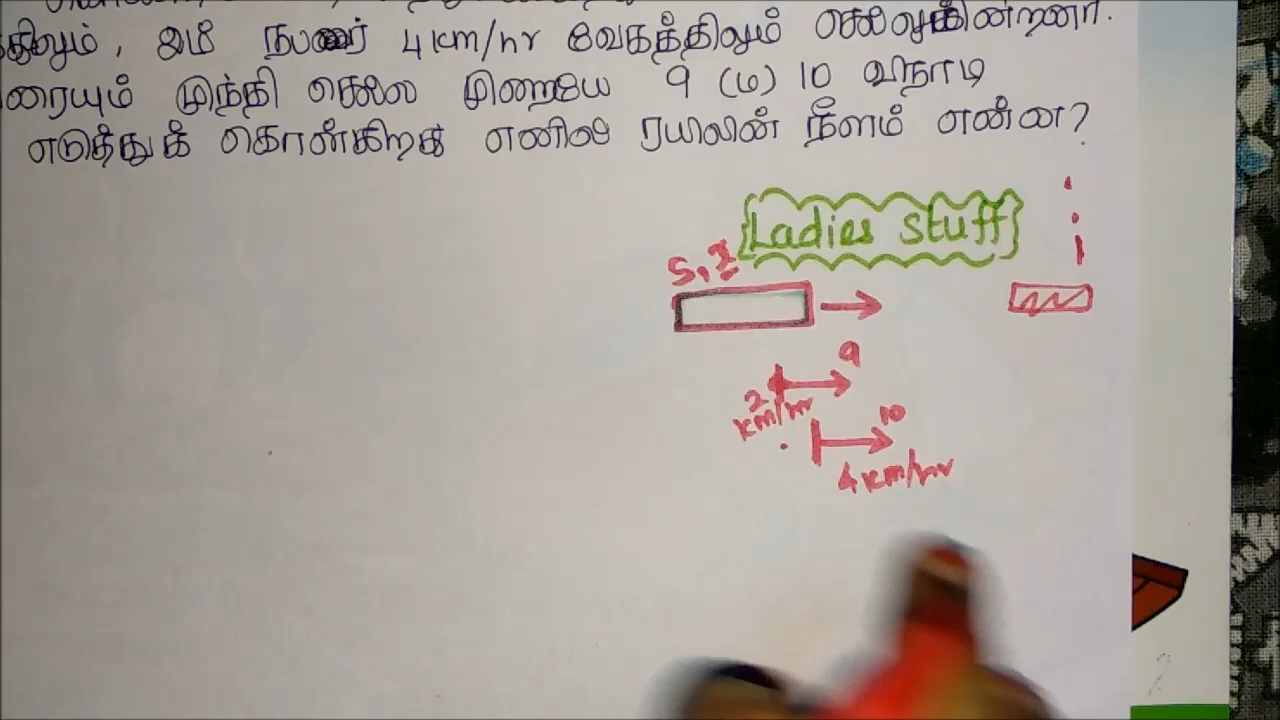 2ம் நபர் 4 km/hr வேகத்திலும் செல்லுகின்றனர்.
முந்தி செல்ல முறையே 9 (ம) 10 வினாடி
எடுத்துக் கொள்கிறது எனில் ரயிலின் நீளம் என்ன?
Ladies stuff
S, I
9
2
km/hr
10
4km/hr